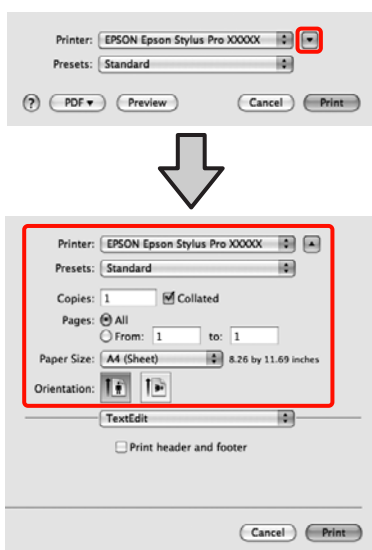 Printer: EPSON Epson Stylus Pro XXXXX
Presets: Standard
? PDF Preview Cancel Print
Printer: EPSON Epson Stylus Pro XXXXX
Presets: Standard
Copies: 1 Collated
Pages: All
From: 1 to: 1
Paper Size: A4 (Sheet) 8.26 by 11.69 inches
Orientation:
TextEdit
Print header and footer
Cancel Print